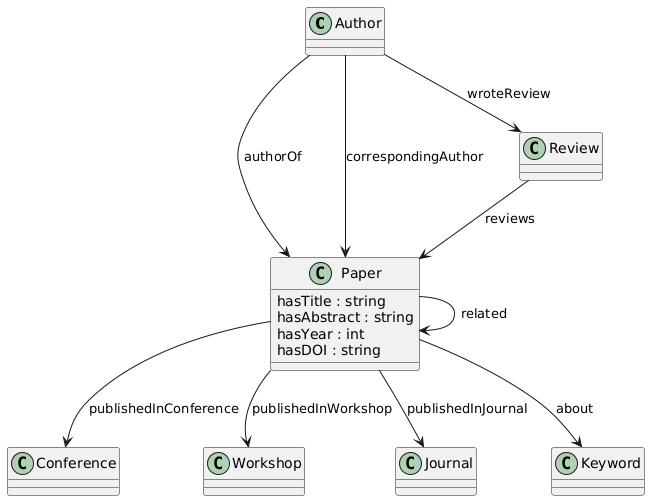 C Author
wroteReview
authorOf
correspondingAuthor
C Review
reviews
C Paper
hasTitle : string
hasAbstract : string
hasYear : int
hasDOI : string
related
publishedInConference
publishedInWorkshop
publishedInJournal
about
C Conference
C Workshop
C Journal
C Keyword